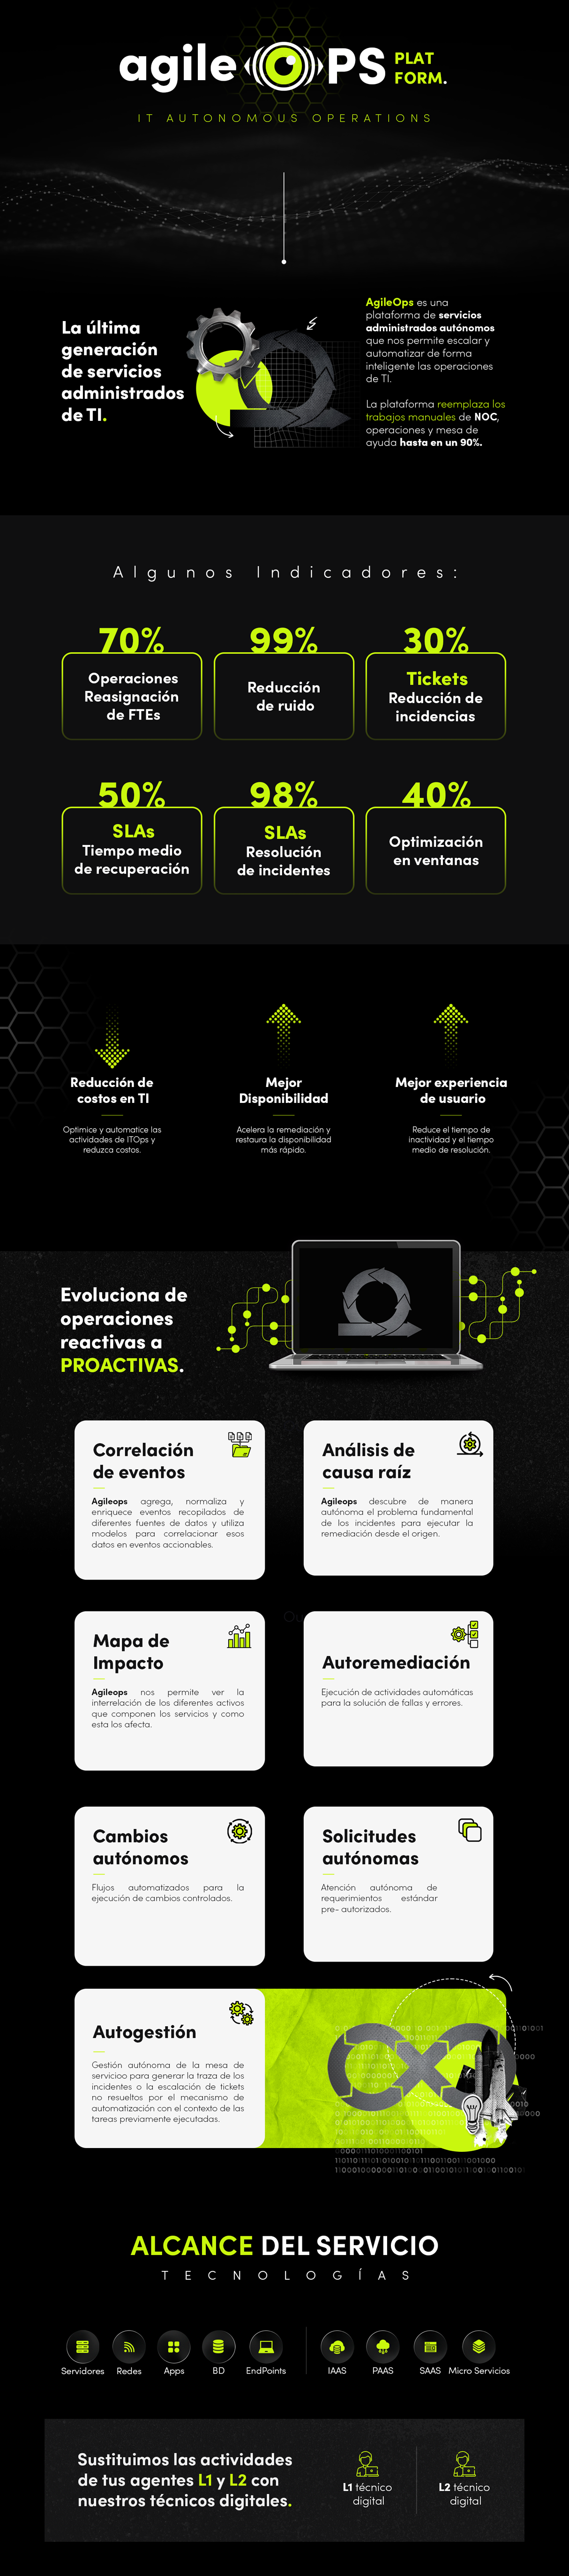 agile OPS PLAT
FORM.
IT AUTONOMOUS OPERATIONS
La última
generación
de servicios
administrados
de TI.
AgileOps es una
plataforma de servicios
administrados autónomos
que nos permite escalar y
automatizar de forma
inteligente las operaciones
de TI.
La plataforma reemplaza los
trabajos manuales de NOC,
operaciones y mesa de
ayuda hasta en un 90%.
Algunos Indicadores:
70%
Operaciones
Reasignación
de FTEs
99%
Reducción
de ruido
30%
Tickets
Reducción de
incidencias
50%
SLAs
Tiempo medio
de recuperación
98%
SLAs
Resolución
de incidentes
40%
Optimización
en ventanas
Reducción de
costos en TI
Optimice y automatice las
actividades de ITOps y
reduzca costos.
Mejor
Disponibilidad
Acelera la remediación y
restaura la disponibilidad
más rápido.
Mejor experiencia
de usuario
Reduce el tiempo de
inactividad y el tiempo
medio de resolución.
Evoluciona de
operaciones
reactivas a
PROACTIVAS.
Correlación
de eventos
Agileops agrega, normaliza y
enriquece eventos recopilados de
diferentes fuentes de datos y utiliza
modelos para correlacionar esos
datos en eventos accionables.
Análisis de
causa raíz
Agileops descubre de manera
autónoma el problema fundamental
de los incidentes para ejecutar la
remediación desde el origen.
Mapa de
Impacto
Agileops nos permite ver la
interrelación de los diferentes activos
que componen los servicios y como
esta los afecta.
Autoremediación
Ejecución de actividades automáticas
para la solución de fallas y errores.
Cambios
autónomos
Flujos automatizados para la
ejecución de cambios controlados.
Solicitudes
autónomas
Atención autónoma de
requerimientos estándar
pre- autorizados.
Autogestión
Gestión autónoma de la mesa de
servicioo para generar la traza de los
incidentes o la escalación de tickets
no resueltos por el mecanismo de
automatización con el contexto de las
tareas previamente ejecutadas.
ALCANCE DEL SERVICIO
TECNOLOGÍAS
Servidores
Redes
Apps
BD
EndPoints
IAAS
PAAS
SAAS
Micro Servicios
Sustituimos las actividades
de tus agentes L1 y L2 con
nuestros técnicos digitales.
L1 técnico
digital
L2 técnico
digital